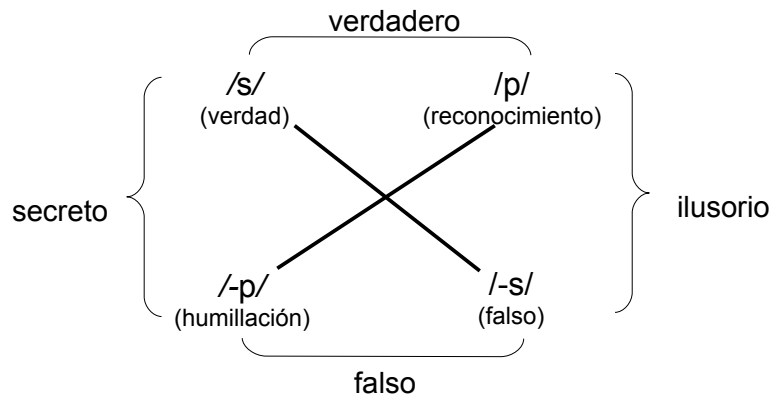 verdadero
/s/ /p/
(verdad) (reconocimiento)
secreto ilusorio
/-p/ /-s/
(humillación) (falso)
falso